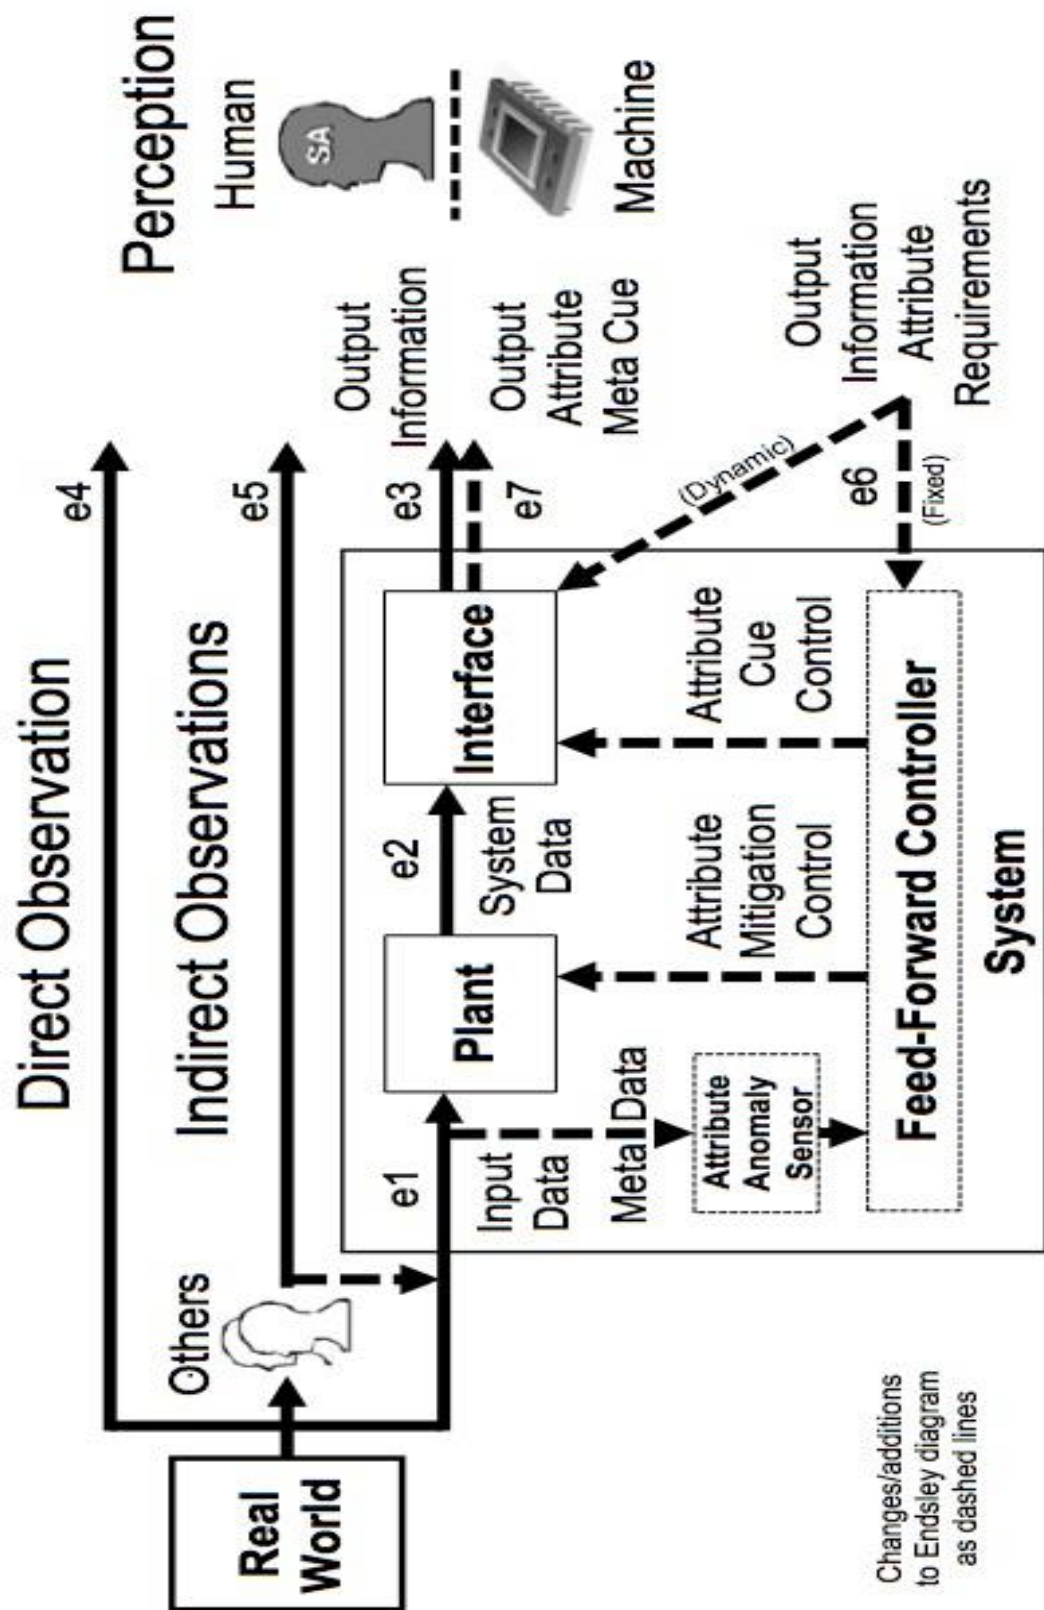 Direct Observation
e4
Perception
Human
SA
Machine
Indirect Observations
e5
Others
Real
World
e1
Input
Data
Meta Data
Plant
e2
System
Data
Interface
e3
e7
Output
Information
Output
Attribute
Meta Cue
Attribute
Anomaly
Sensor
Attribute
Mitigation
Control
Attribute
Cue
Control
(Dynamic)
e6
(Fixed)
Output
Information
Attribute
Requirements
Feed-Forward Controller
System
Changes/additions
to Endsley diagram
as dashed lines